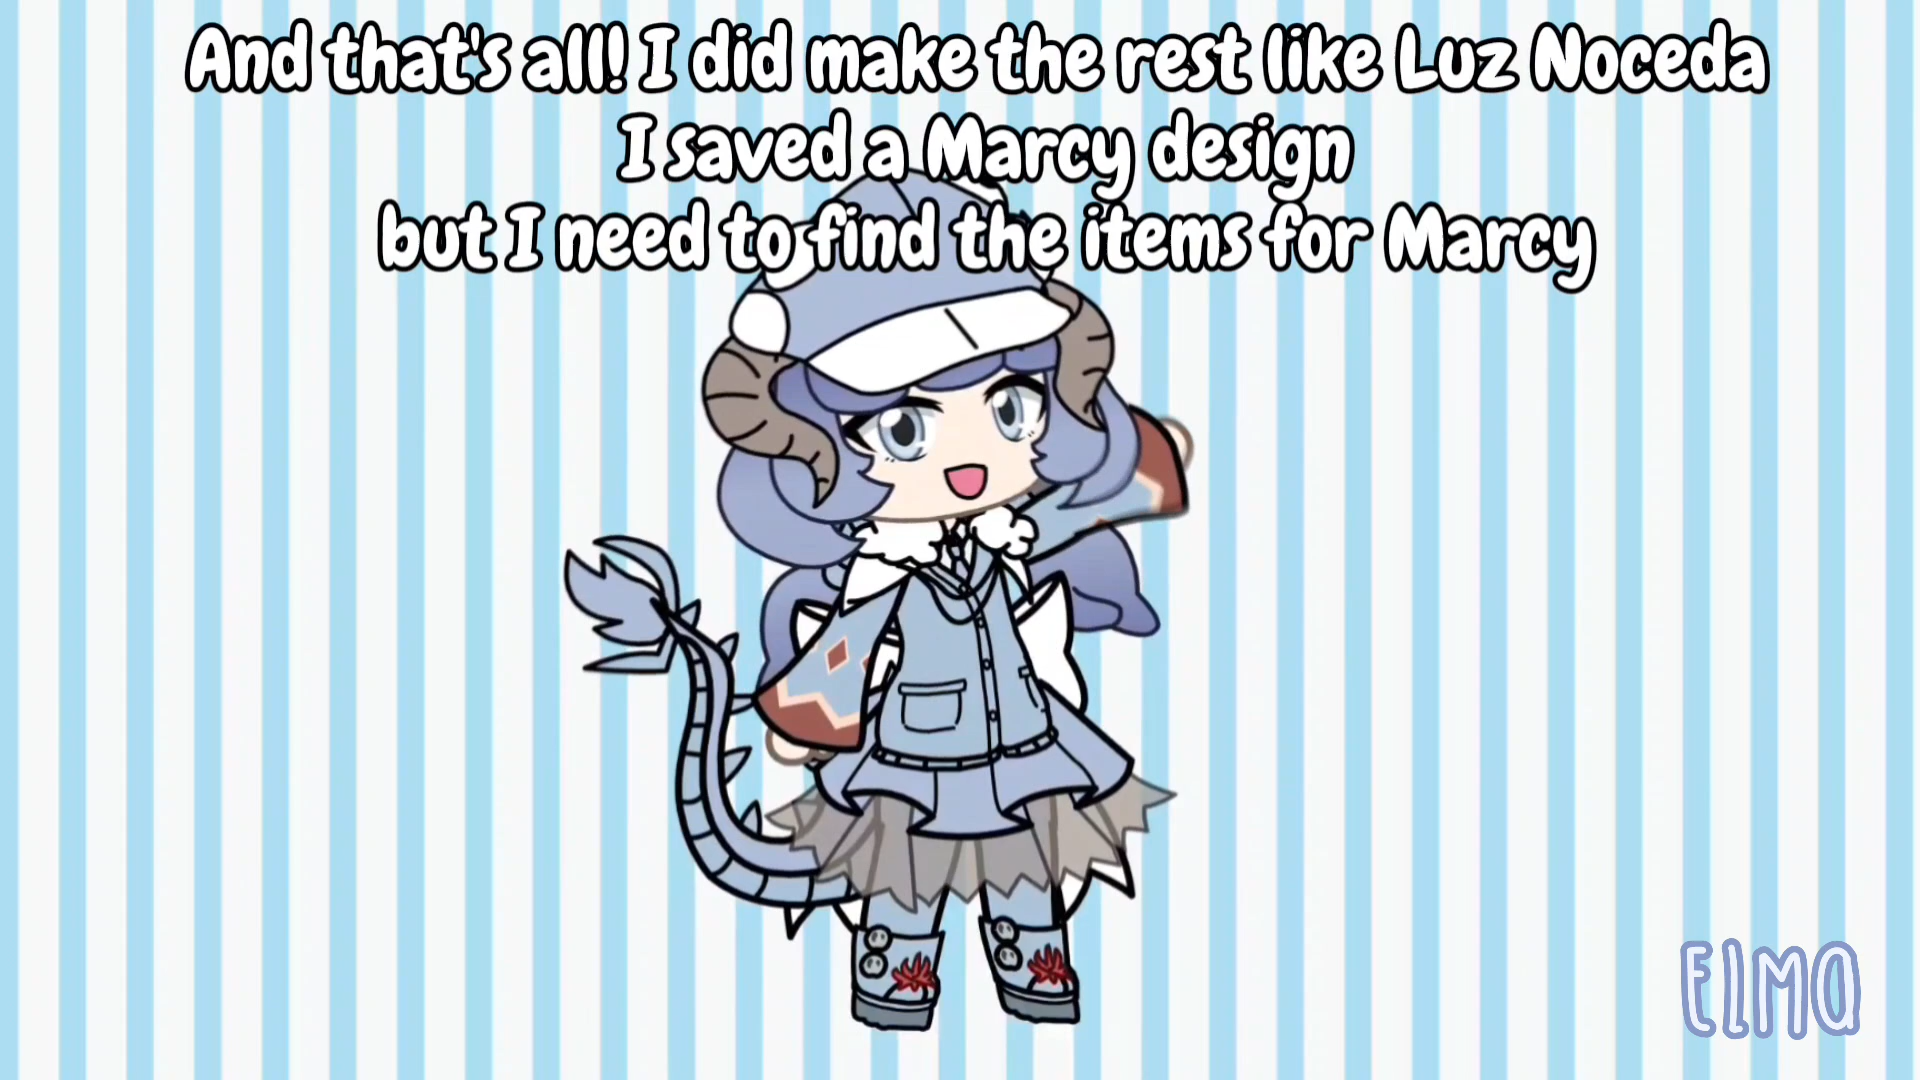 And that's all! I did make the rest like Luz Noceda
I saved a Marcy design
but I need to find the items for Marcy
ELMA